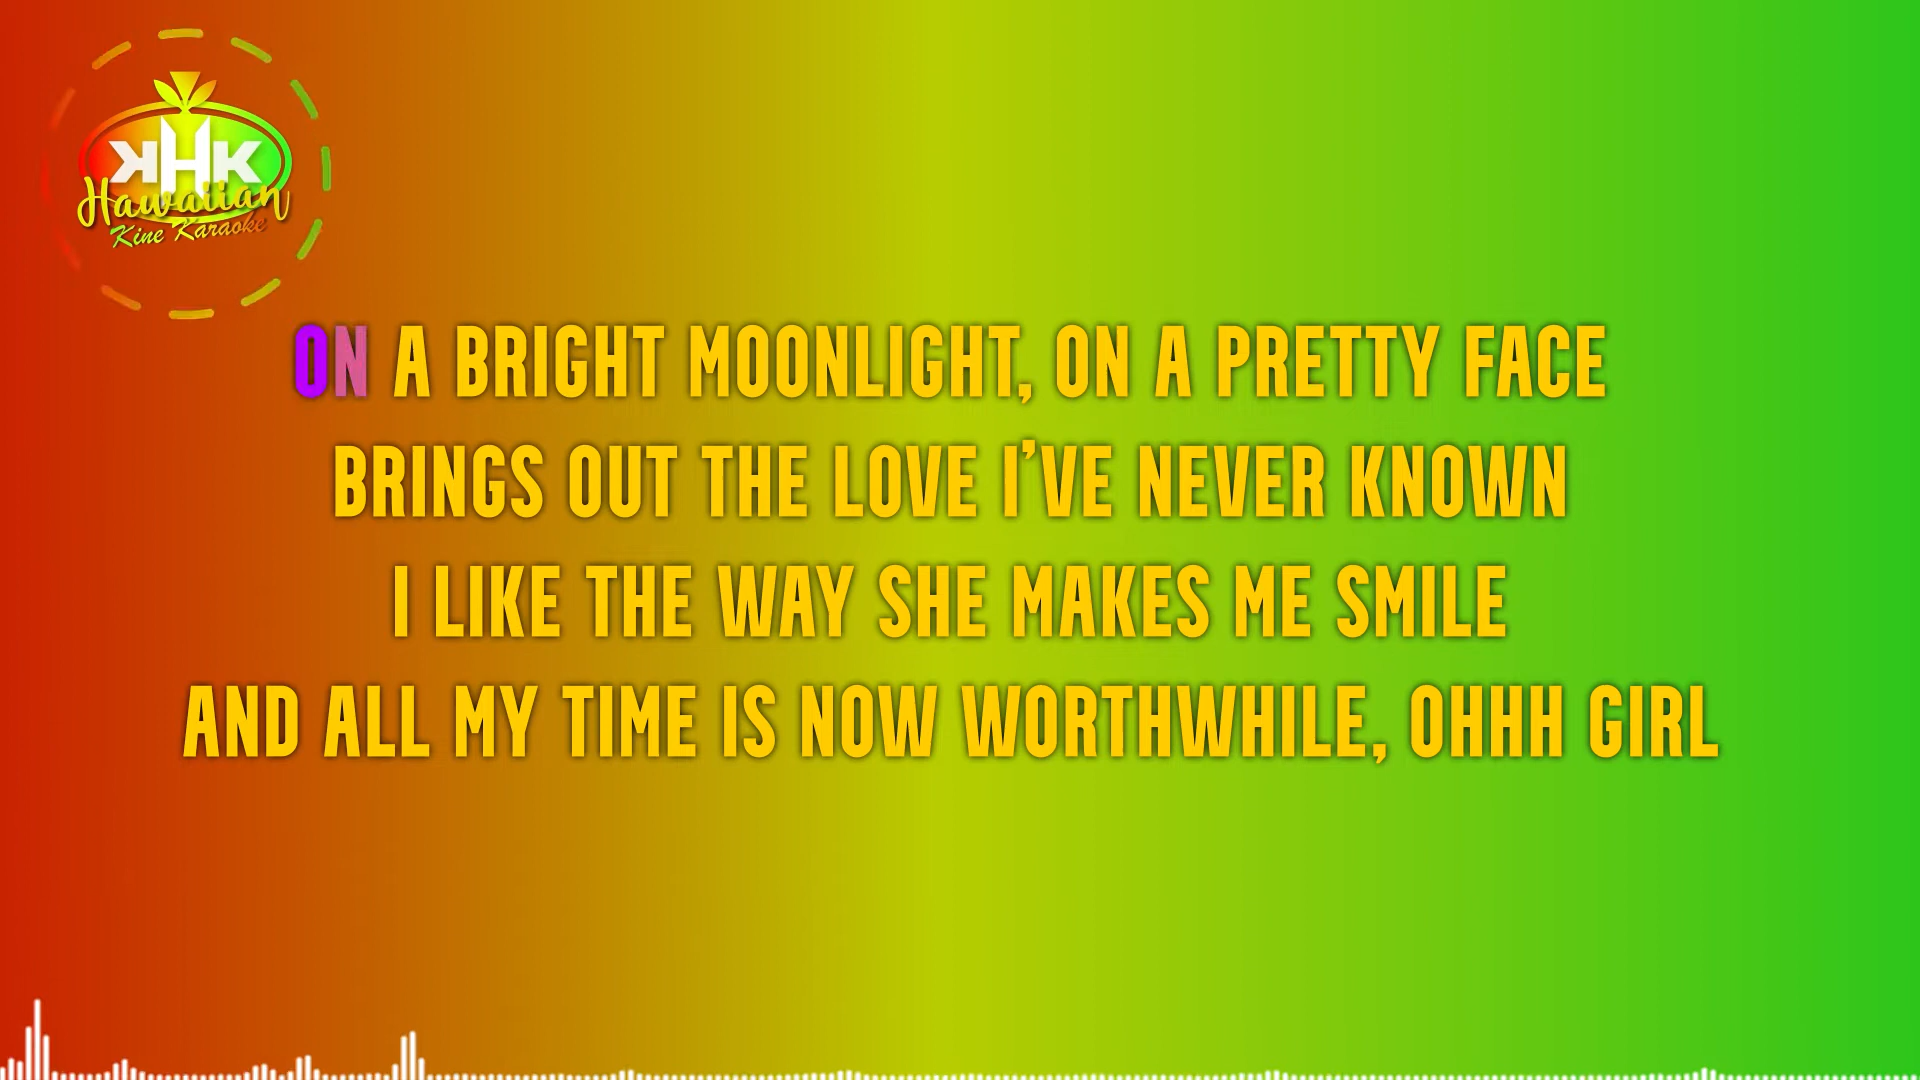 KHK
Hawaiian
Kine Karaoke
ON A BRIGHT MOONLIGHT, ON A PRETTY FACE
BRINGS OUT THE LOVE I'VE NEVER KNOWN
I LIKE THE WAY SHE MAKES ME SMILE
AND ALL MY TIME IS NOW WORTHWHILE, OHHH GIRL